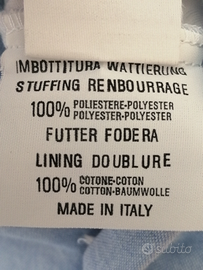 IMBOTTITURA WATTIERUNG
STUFFING RENBOURRAGE
100% POLIESTERE-POLYESTER
POLYESTER-POLYESTER
FUTTER FODERA
LINING DOUBLURE
100% COTONE-COTON
COTTON-BAUMWOLLE
MADE IN ITALY
subito